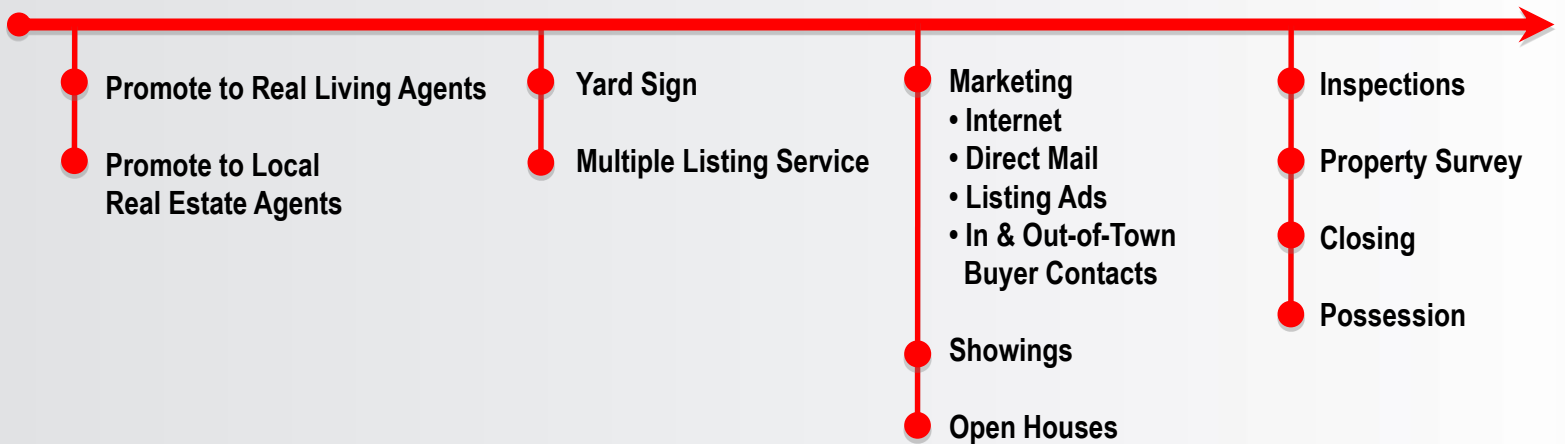 Promote to Real Living Agents
Promote to Local
Real Estate Agents
Yard Sign
Multiple Listing Service
Marketing
• Internet
• Direct Mail
• Listing Ads
• In & Out-of-Town
Buyer Contacts
Showings
Open Houses
Inspections
Property Survey
Closing
Possession